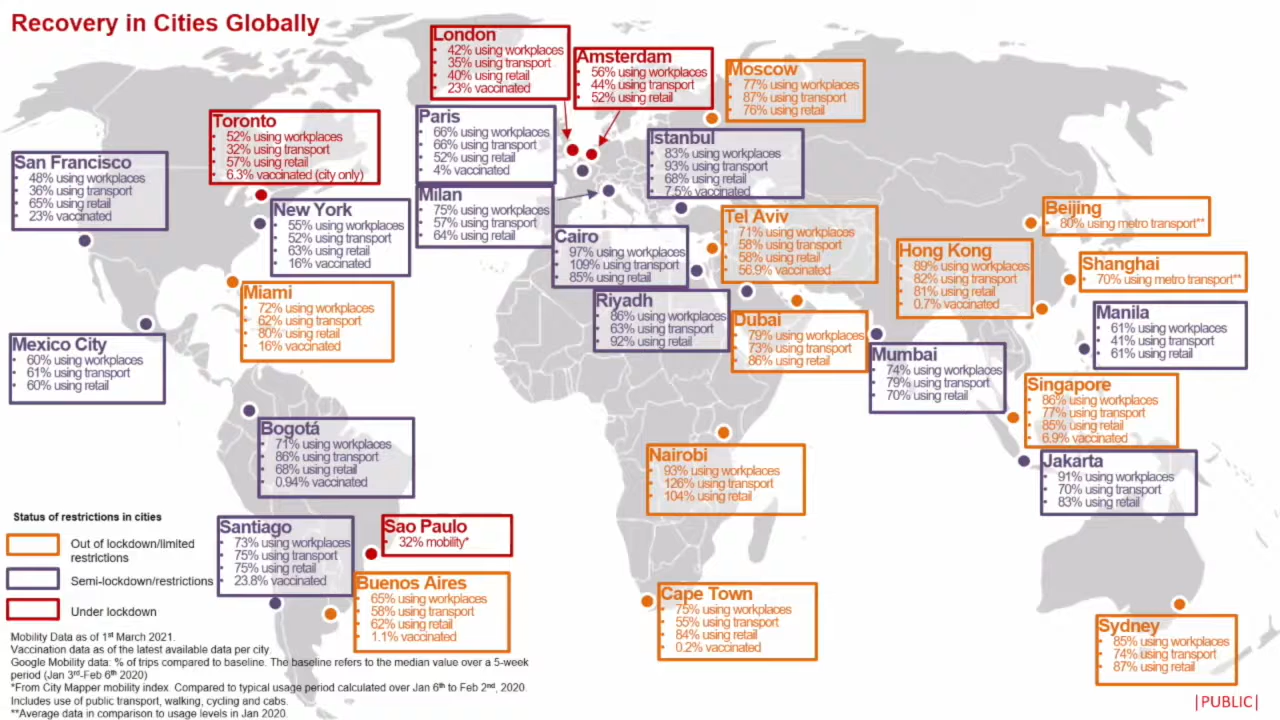 Recovery in Cities Globally
London
42% using workplaces
35% using transport
40% using retail
23% vaccinated
Amsterdam
56% using workplaces
44% using transport
52% using retail
Moscow
77% using workplaces
87% using transport
76% using retail
Toronto
52% using workplaces
32% using transport
57% using retail
6.3% vaccinated (city only)
Paris
66% using workplaces
66% using transport
52% using retail
4% vaccinated
Istanbul
83% using workplaces
93% using transport
68% using retail
7.5% vaccinated
San Francisco
48% using workplaces
36% using transport
65% using retail
23% vaccinated
New York
55% using workplaces
52% using transport
63% using retail
16% vaccinated
Milan
75% using workplaces
57% using transport
64% using retail
Cairo
97% using workplaces
109% using transport
85% using retail
Tel Aviv
71% using workplaces
58% using transport
58% using retail
56.9% vaccinated
Beijing
80% using metro transport**
Hong Kong
89% using workplaces
82% using transport
81% using retail
0.7% vaccinated
Shanghai
70% using metro transport**
Miami
72% using workplaces
62% using transport
80% using retail
16% vaccinated
Riyadh
86% using workplaces
63% using transport
92% using retail
Dubai
79% using workplaces
73% using transport
86% using retail
Manila
61% using workplaces
41% using transport
61% using retail
Mexico City
60% using workplaces
61% using transport
60% using retail
Mumbai
74% using workplaces
79% using transport
70% using retail
Singapore
86% using workplaces
77% using transport
85% using retail
6.9% vaccinated
Bogotá
71% using workplaces
86% using transport
68% using retail
0.94% vaccinated
Nairobi
93% using workplaces
126% using transport
104% using retail
Jakarta
91% using workplaces
70% using transport
83% using retail
Santiago
73% using workplaces
75% using transport
75% using retail
23.8% vaccinated
Sao Paulo
32% mobility*
Buenos Aires
65% using workplaces
58% using transport
62% using retail
1.1% vaccinated
Cape Town
75% using workplaces
55% using transport
84% using retail
0.2% vaccinated
Sydney
85% using workplaces
74% using transport
87% using retail
Status of restrictions in cities
Out of lockdown/limited
restrictions
Semi-lockdown/restrictions
Under lockdown
Mobility Data as of 1st March 2021.
Vaccination data as of the latest available data per city
Google Mobility data: % of trips compared to baseline. The baseline refers to the median value over a 5-week
period (Jan 3rd-Feb 6th 2020)
*From City Mapper mobility index. Compared to typical usage period calculated over Jan 6th to Feb 2nd, 2020.
Includes use of public transport, walking, cycling and cabs.
**Average data in comparison to usage levels in Jan 2020.
|PUBLIC|